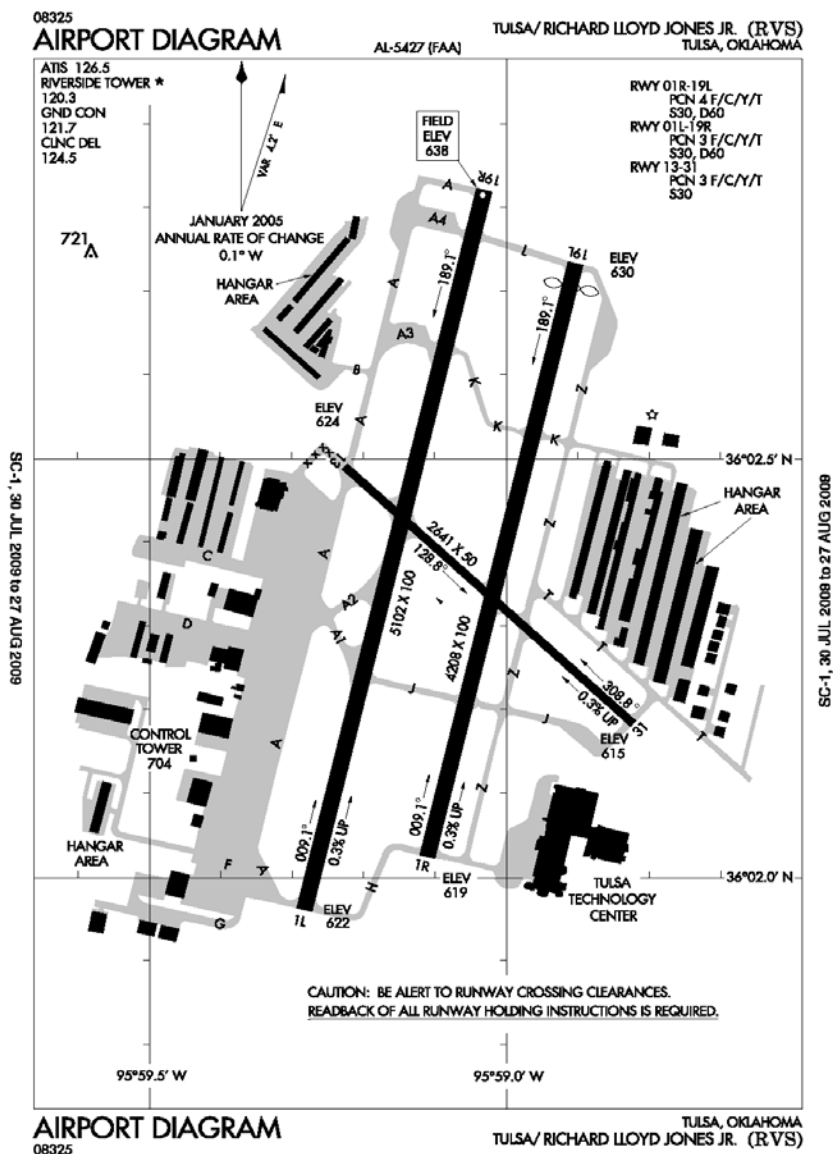 08325
AIRPORT DIAGRAM
AL-5427 (FAA)
TULSA/ RICHARD LLOYD JONES JR. (RVS)
TULSA, OKLAHOMA
ATIS 126.5
RIVERSIDE TOWER *
120.3
GND CON
121.7
CLNC DEL
124.5
VAR 4.2° E
JANUARY 2005
ANNUAL RATE OF CHANGE
0.1° W
RWY 01R-19L
PCN 4 F/C/Y/T
S30, D60
RWY 01L-19R
PCN 3 F/C/Y/T
S30, D60
RWY 13-31
PCN 3 F/C/Y/T
S30
FIELD
ELEV
638
19R
A
A4
L
19L
ELEV
630
721
HANGAR
AREA
189.1°
189.1°
A
A3
B
K
K
K
Z
A
ELEV
624
X X X X
13
36°02.5' N
HANGAR
AREA
2641 X 50
128.8°
Z
C
A
A2
A1
D
5102 X 100
4208 X 100
T
T
T
Z
J
J
308.8°
0.3% UP
31
ELEV
615
CONTROL
TOWER
704
A
Z
009.1°
0.3% UP
009.1°
0.3% UP
HANGAR
AREA
F
A
H
G
1L
ELEV
622
1R
ELEV
619
36°02.0' N
TULSA
TECHNOLOGY
CENTER
CAUTION: BE ALERT TO RUNWAY CROSSING CLEARANCES.
READBACK OF ALL RUNWAY HOLDING INSTRUCTIONS IS REQUIRED.
95°59.5' W
95°59.0' W
SC-1, 30 JUL 2009 to 27 AUG 2009
SC-1, 30 JUL 2009 to 27 AUG 2009
AIRPORT DIAGRAM
08325
TULSA, OKLAHOMA
TULSA/ RICHARD LLOYD JONES JR. (RVS)